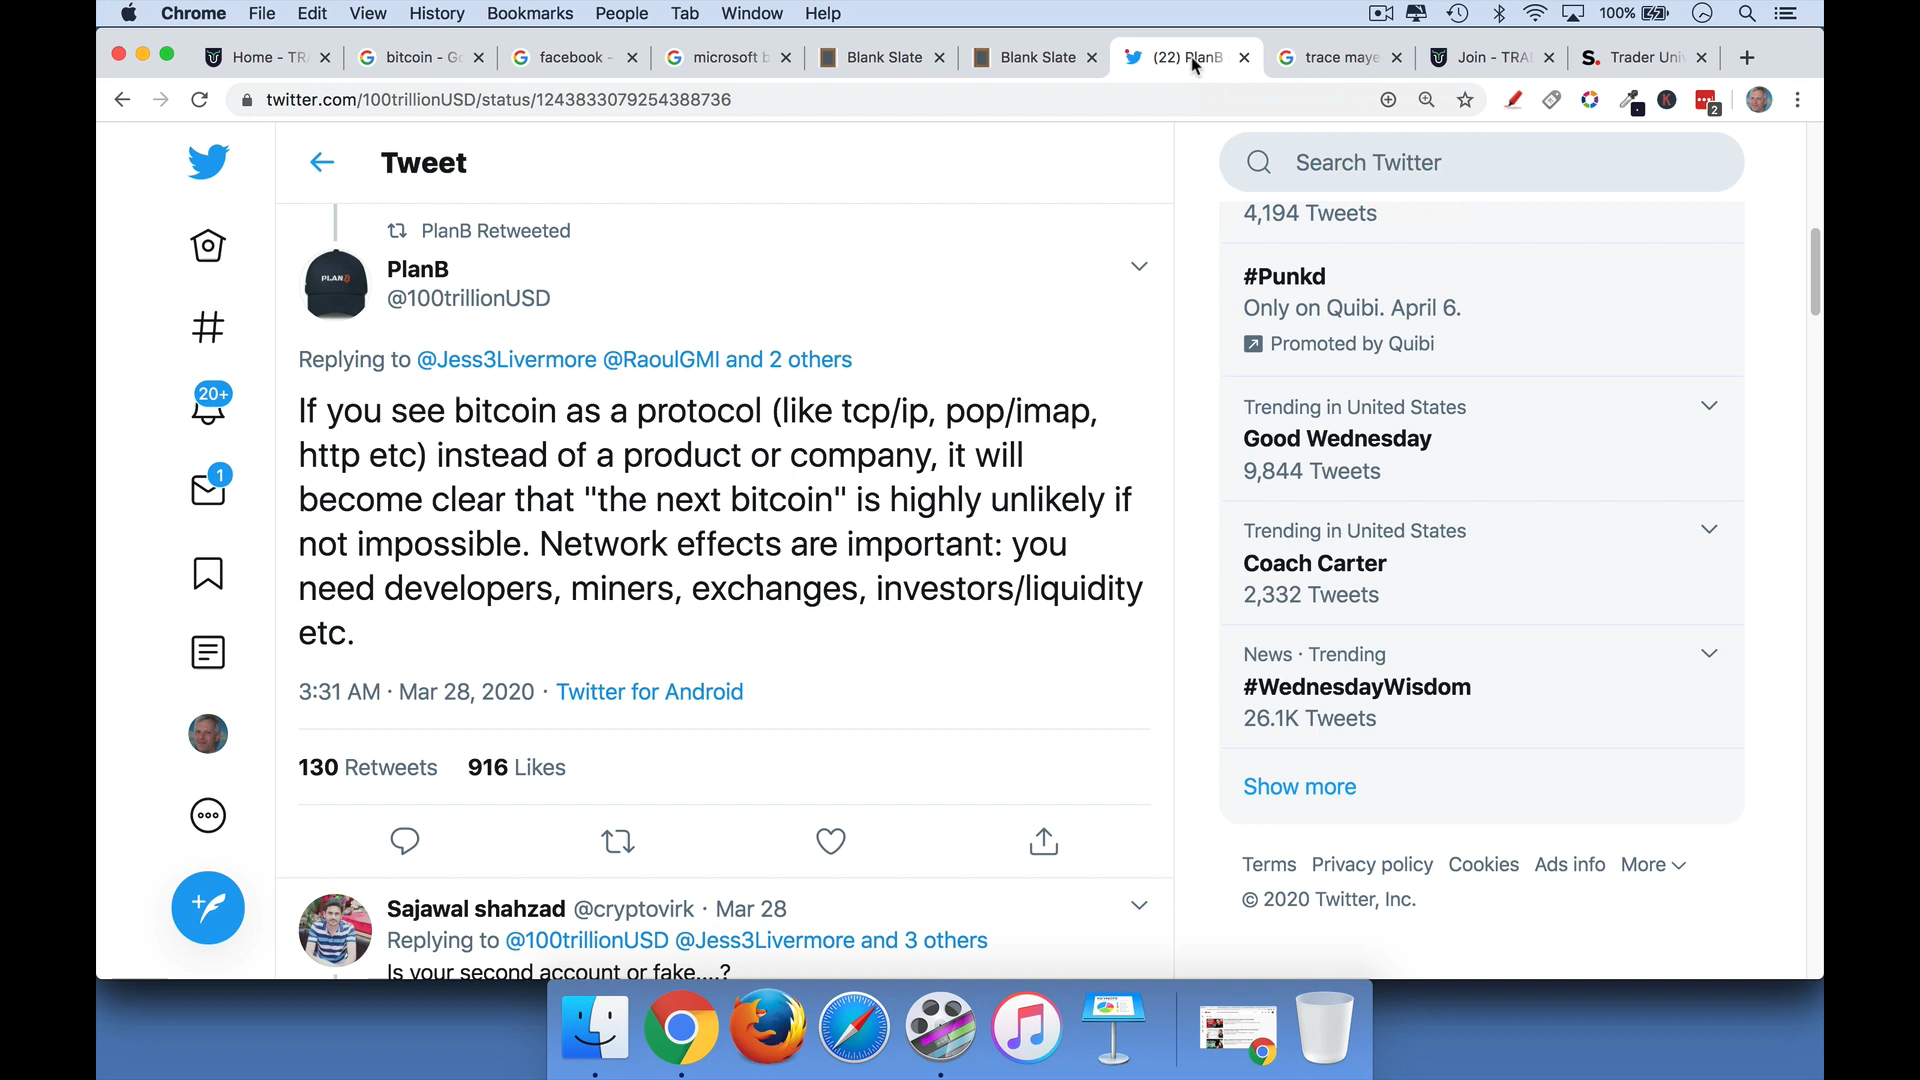 Chrome File Edit View History Bookmarks People Tab Window Help 100%
Home - TR bitcoin - Go facebook - microsoft b Blank Slate Blank Slate (22) PlanB trace maye Join - TRA Trader Uni
twitter.com/100trillionUSD/status/1243833079254388736
2
Tweet
Search Twitter
PlanB Retweeted
PLANB
PlanB
@100trillionUSD
Replying to @Jess3Livermore @RaoulGMI and 2 others
If you see bitcoin as a protocol (like tcp/ip, pop/imap,
http etc) instead of a product or company, it will
become clear that "the next bitcoin" is highly unlikely if
not impossible. Network effects are important: you
need developers, miners, exchanges, investors/liquidity
etc.
3:31 AM · Mar 28, 2020 · Twitter for Android
130 Retweets 916 Likes
Sajawal shahzad @cryptovirk · Mar 28
Replying to @100trillionUSD @Jess3Livermore and 3 others
Is your second account or fake....?
20+
1
4,194 Tweets
#Punkd
Only on Quibi. April 6.
Promoted by Quibi
Trending in United States
Good Wednesday
9,844 Tweets
Trending in United States
Coach Carter
2,332 Tweets
News · Trending
#WednesdayWisdom
26.1K Tweets
Show more
Terms Privacy policy Cookies Ads info More
© 2020 Twitter, Inc.
KEYNOTE